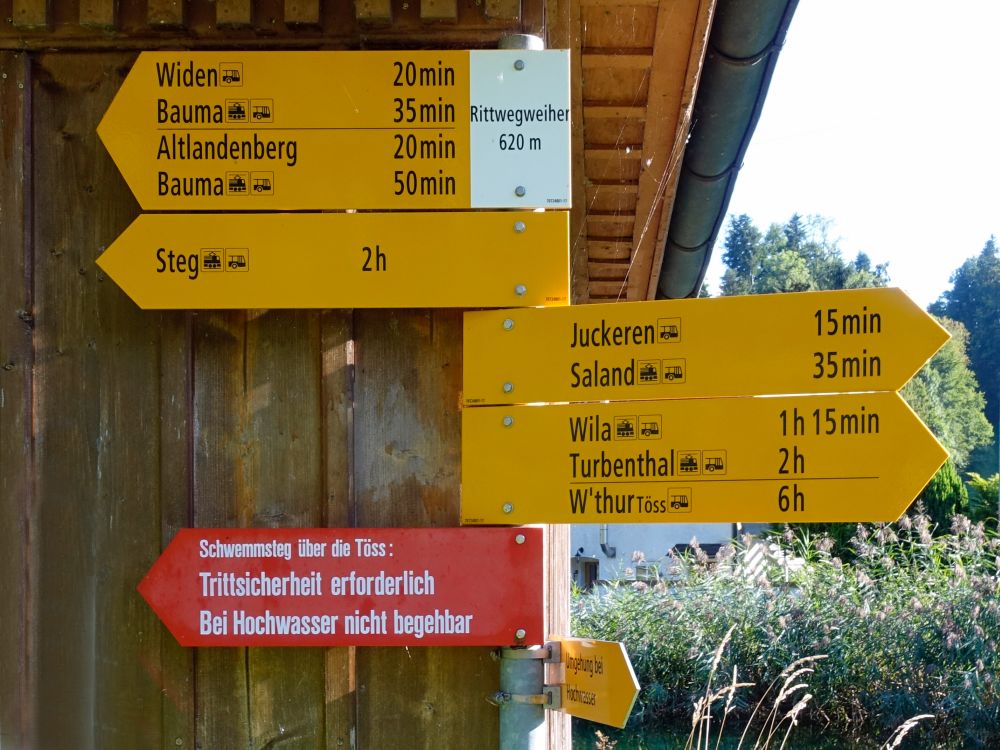 Widen 20min
Bauma 35min
Altlandenberg 20min
Bauma 50min
Rittwegweiher
620 m
Steg 2h
Juckeren 15min
Saland 35min
Wila 1h 15min
Turbenthal 2h
W'thur Töss 6h
Schwemmsteg über die Töss:
Trittsicherheit erforderlich
Bei Hochwasser nicht begehbar
Umgehung bei
Hochwasser